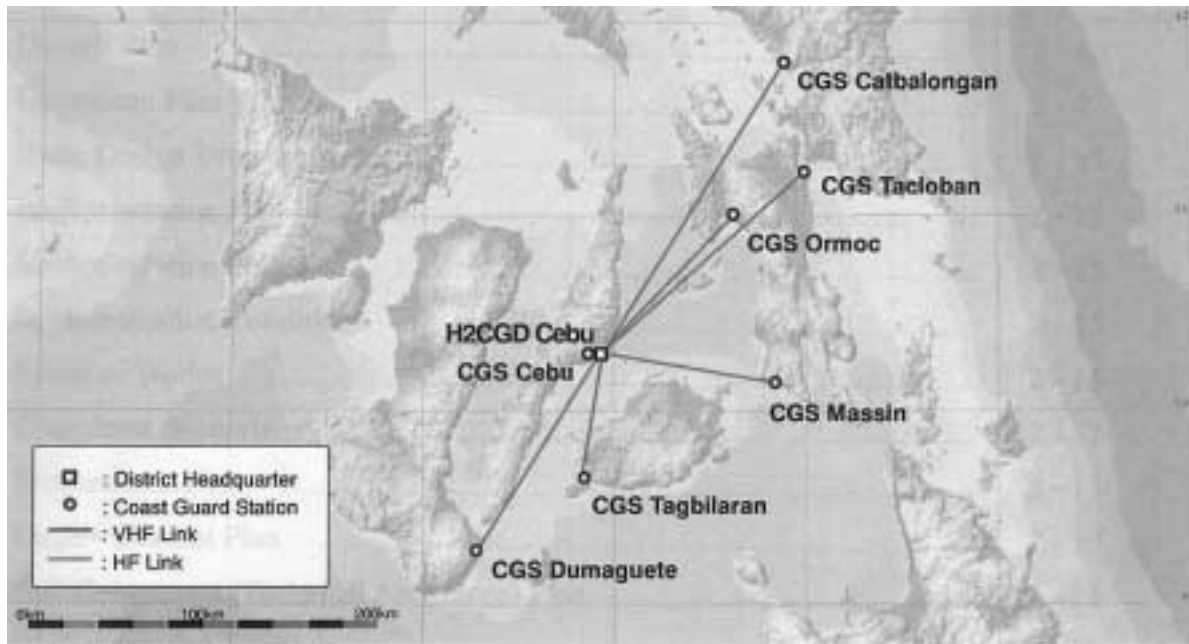 CGS Catbalongan
CGS Tacloban
CGS Ormoc
H2CGD Cebu
CGS Cebu
CGS Massin
CGS Tagbilaran
CGS Dumaguete
: District Headquarter
: Coast Guard Station
: VHF Link
: HF Link
0km 100km 200km